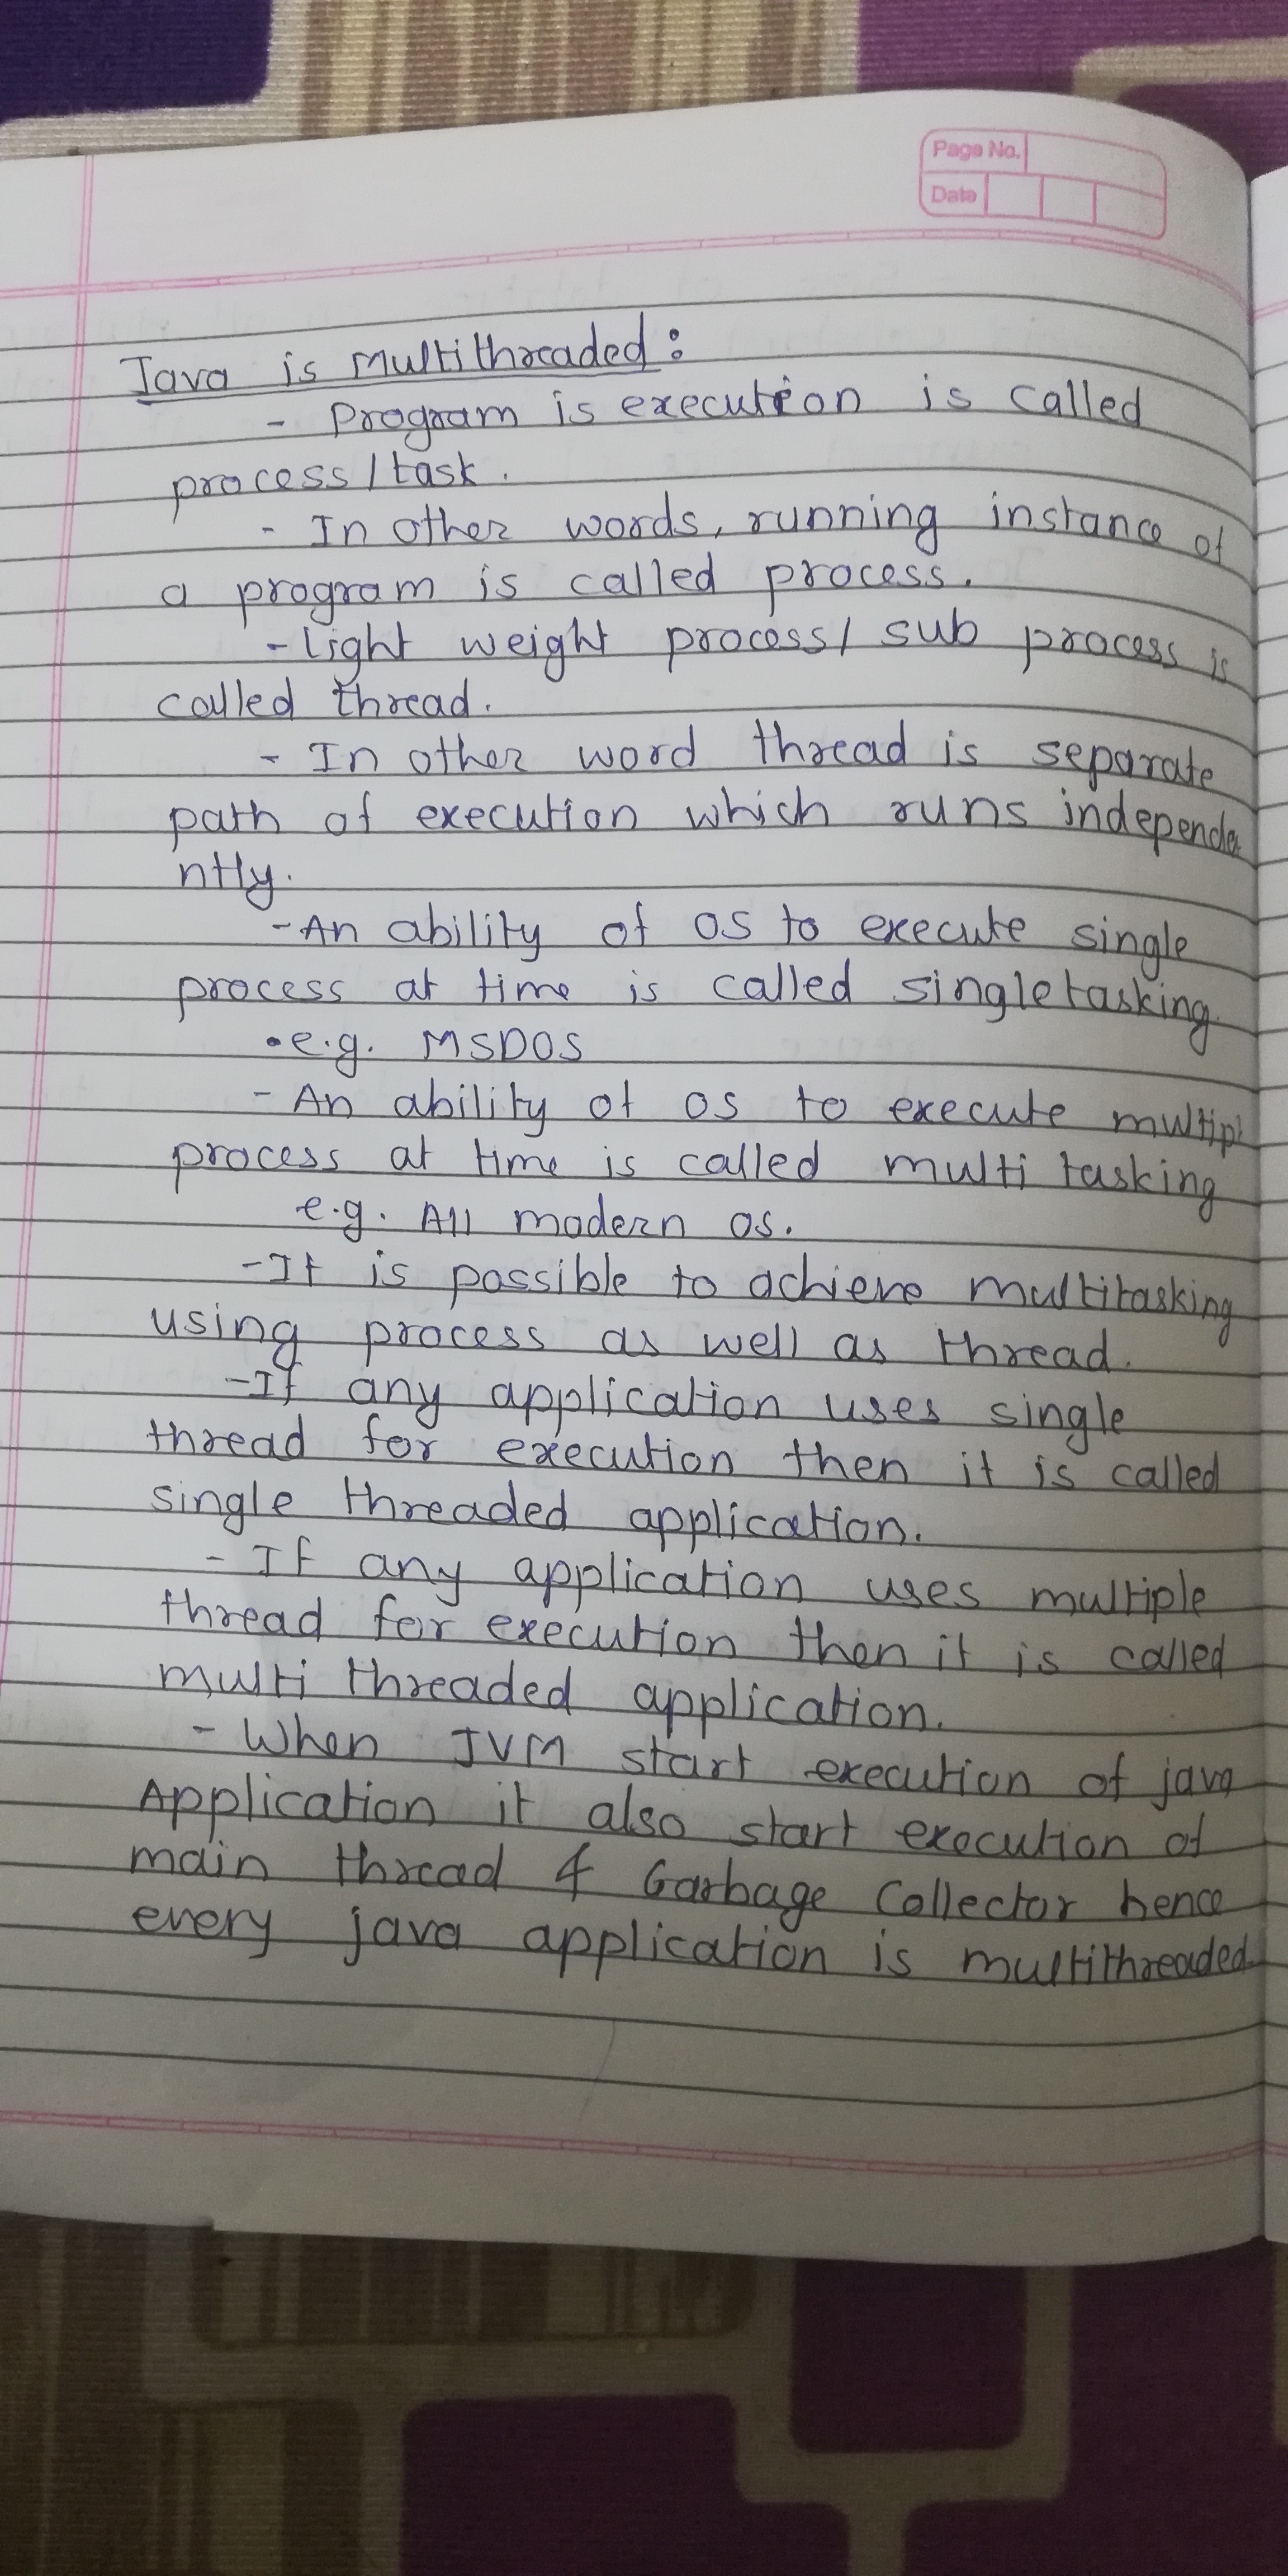 Page No.
Date
Java is Multithreaded :
- Program is execution is called
process / task .
- In other words, running instance of
a program is called process.
- light weight process / sub process is
called thread.
- In other word thread is separate
path of execution which runs independe
ntly.
- An ability of OS to execute single
process at time is called singletasking.
• e.g. MSDOS
- An ability of OS to execute multipl
process at time is called multi tasking
e.g. All modern OS.
- It is possible to achieve multitasking
using process as well as thread.
- If any application uses single
thread for execution then it is called
single threaded application.
- If any application uses multiple
thread for execution then it is called
multi threaded application.
- When JVM start execution of java
Application it also start execution of
main thread & Garbage Collector hence
every java application is multithreaded.